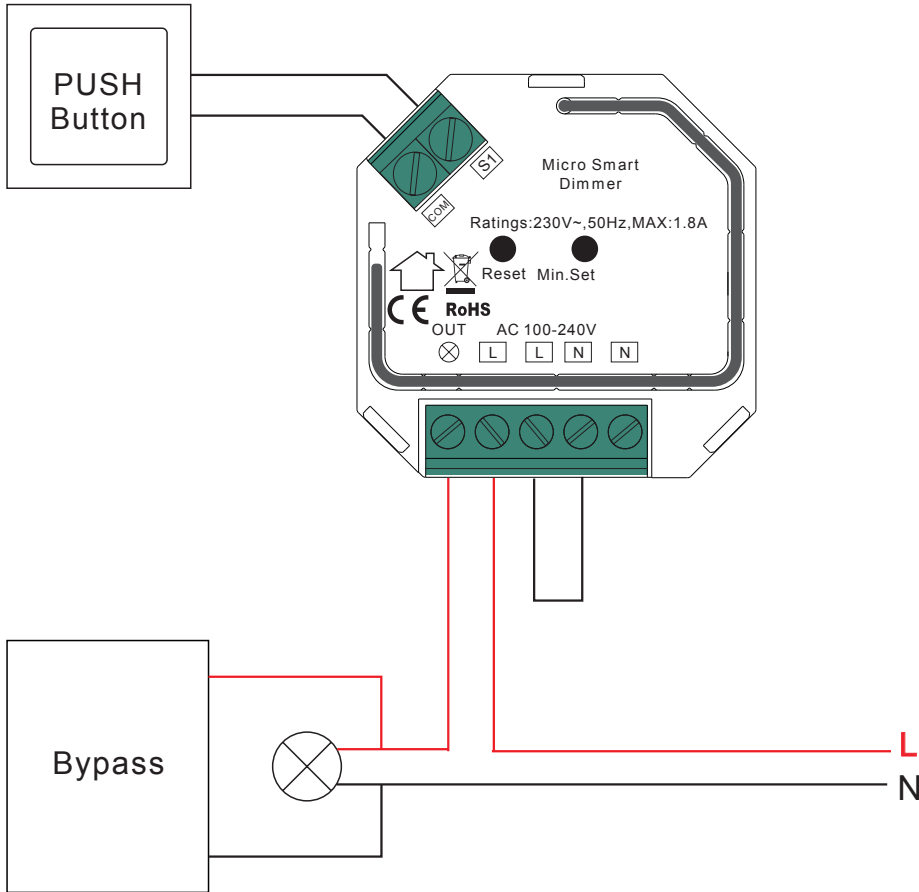 PUSH
Button
S1
COM
Micro Smart
Dimmer
Ratings:230V~,50Hz,MAX:1.8A
Reset Min.Set
CE RoHS
OUT AC 100-240V
L L N N
Bypass
L
N